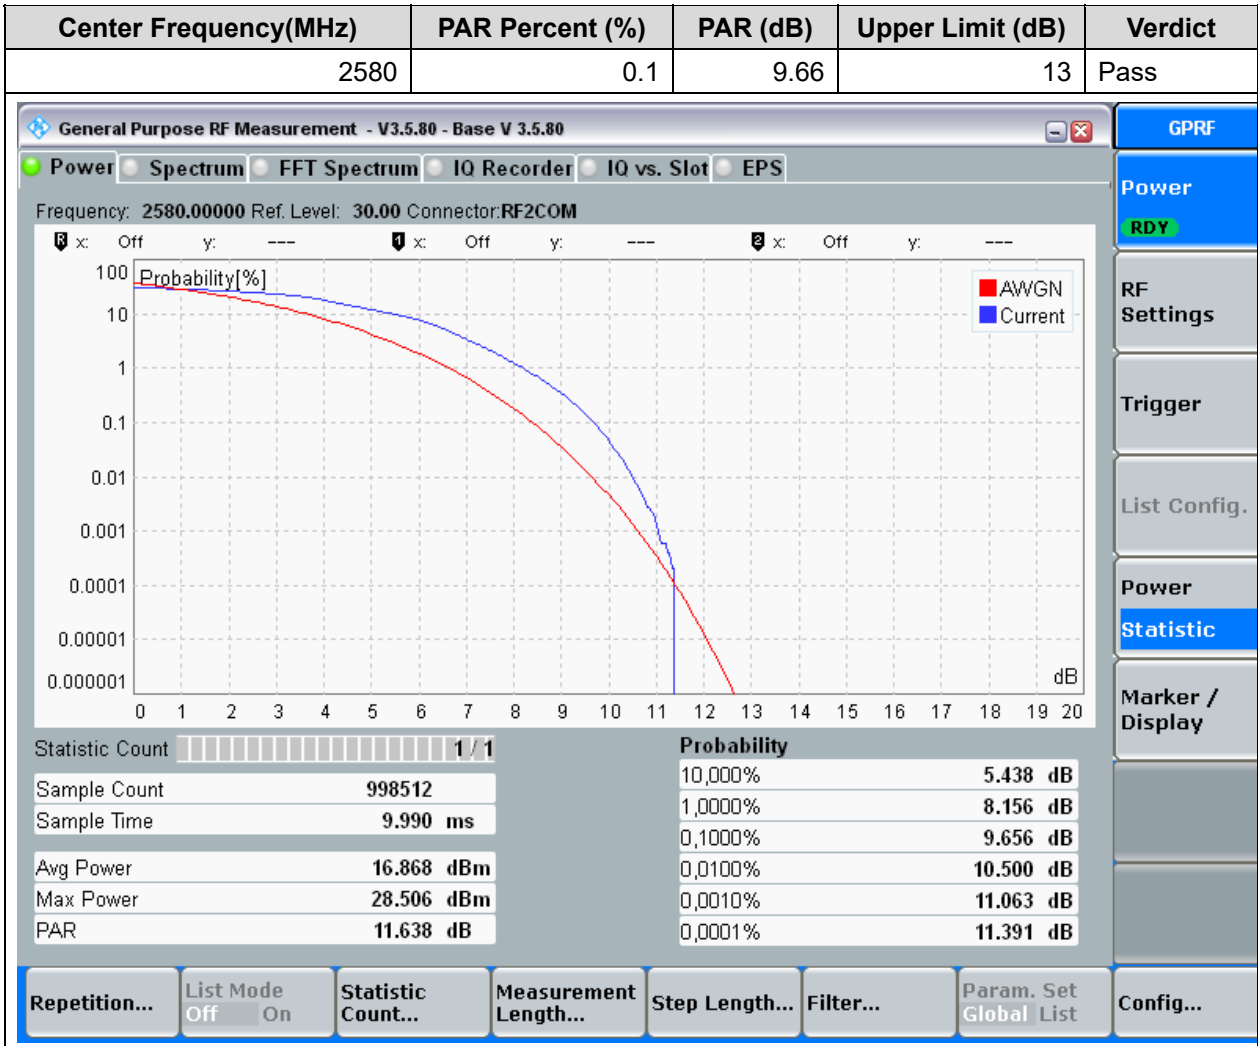 Center Frequency(MHz) PAR Percent (%) PAR (dB) Upper Limit (dB) Verdict
2580 0.1 9.66 13 Pass
General Purpose RF Measurement - V3.5.80 - Base V 3.5.80
GPRF
Power Spectrum FFT Spectrum IQ Recorder IQ vs. Slot EPS
Power
RDY
Frequency: 2580.00000 Ref. Level: 30.00 Connector:RF2COM
R x: Off y: --- 1 x: Off y: --- 2 x: Off y: ---
100 Probability[%]
AWGN
Current
10
1
0.1
0.01
0.001
0.0001
0.00001
0.000001
dB
0 1 2 3 4 5 6 7 8 9 10 11 12 13 14 15 16 17 18 19 20
RF
Settings
Trigger
List Config.
Power
Statistic
Marker /
Display
Statistic Count 1 / 1
Sample Count 998512
Sample Time 9.990 ms
Avg Power 16.868 dBm
Max Power 28.506 dBm
PAR 11.638 dB
Probability
10,000% 5.438 dB
1,0000% 8.156 dB
0,1000% 9.656 dB
0,0100% 10.500 dB
0,0010% 11.063 dB
0,0001% 11.391 dB
Repetition...
List Mode
Off On
Statistic
Count...
Measurement
Length...
Step Length...
Filter...
Param. Set
Global List
Config...